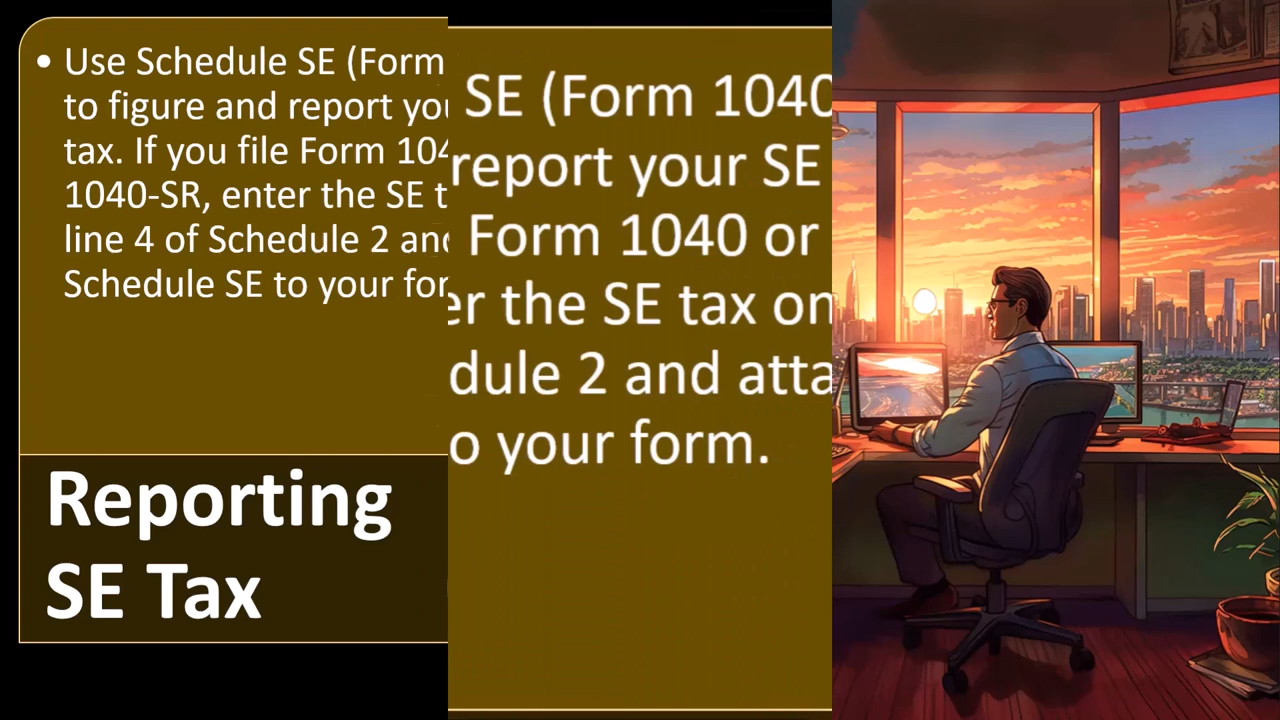 Use Schedule SE (Form
to figure and report you
tax. If you file Form 104
1040-SR, enter the SE t
line 4 of Schedule 2 and
Schedule SE to your for
Reporting
SE Tax
SE (Form 1040
report your SE
Form 1040 or
er the SE tax on
dule 2 and atta
o your form.